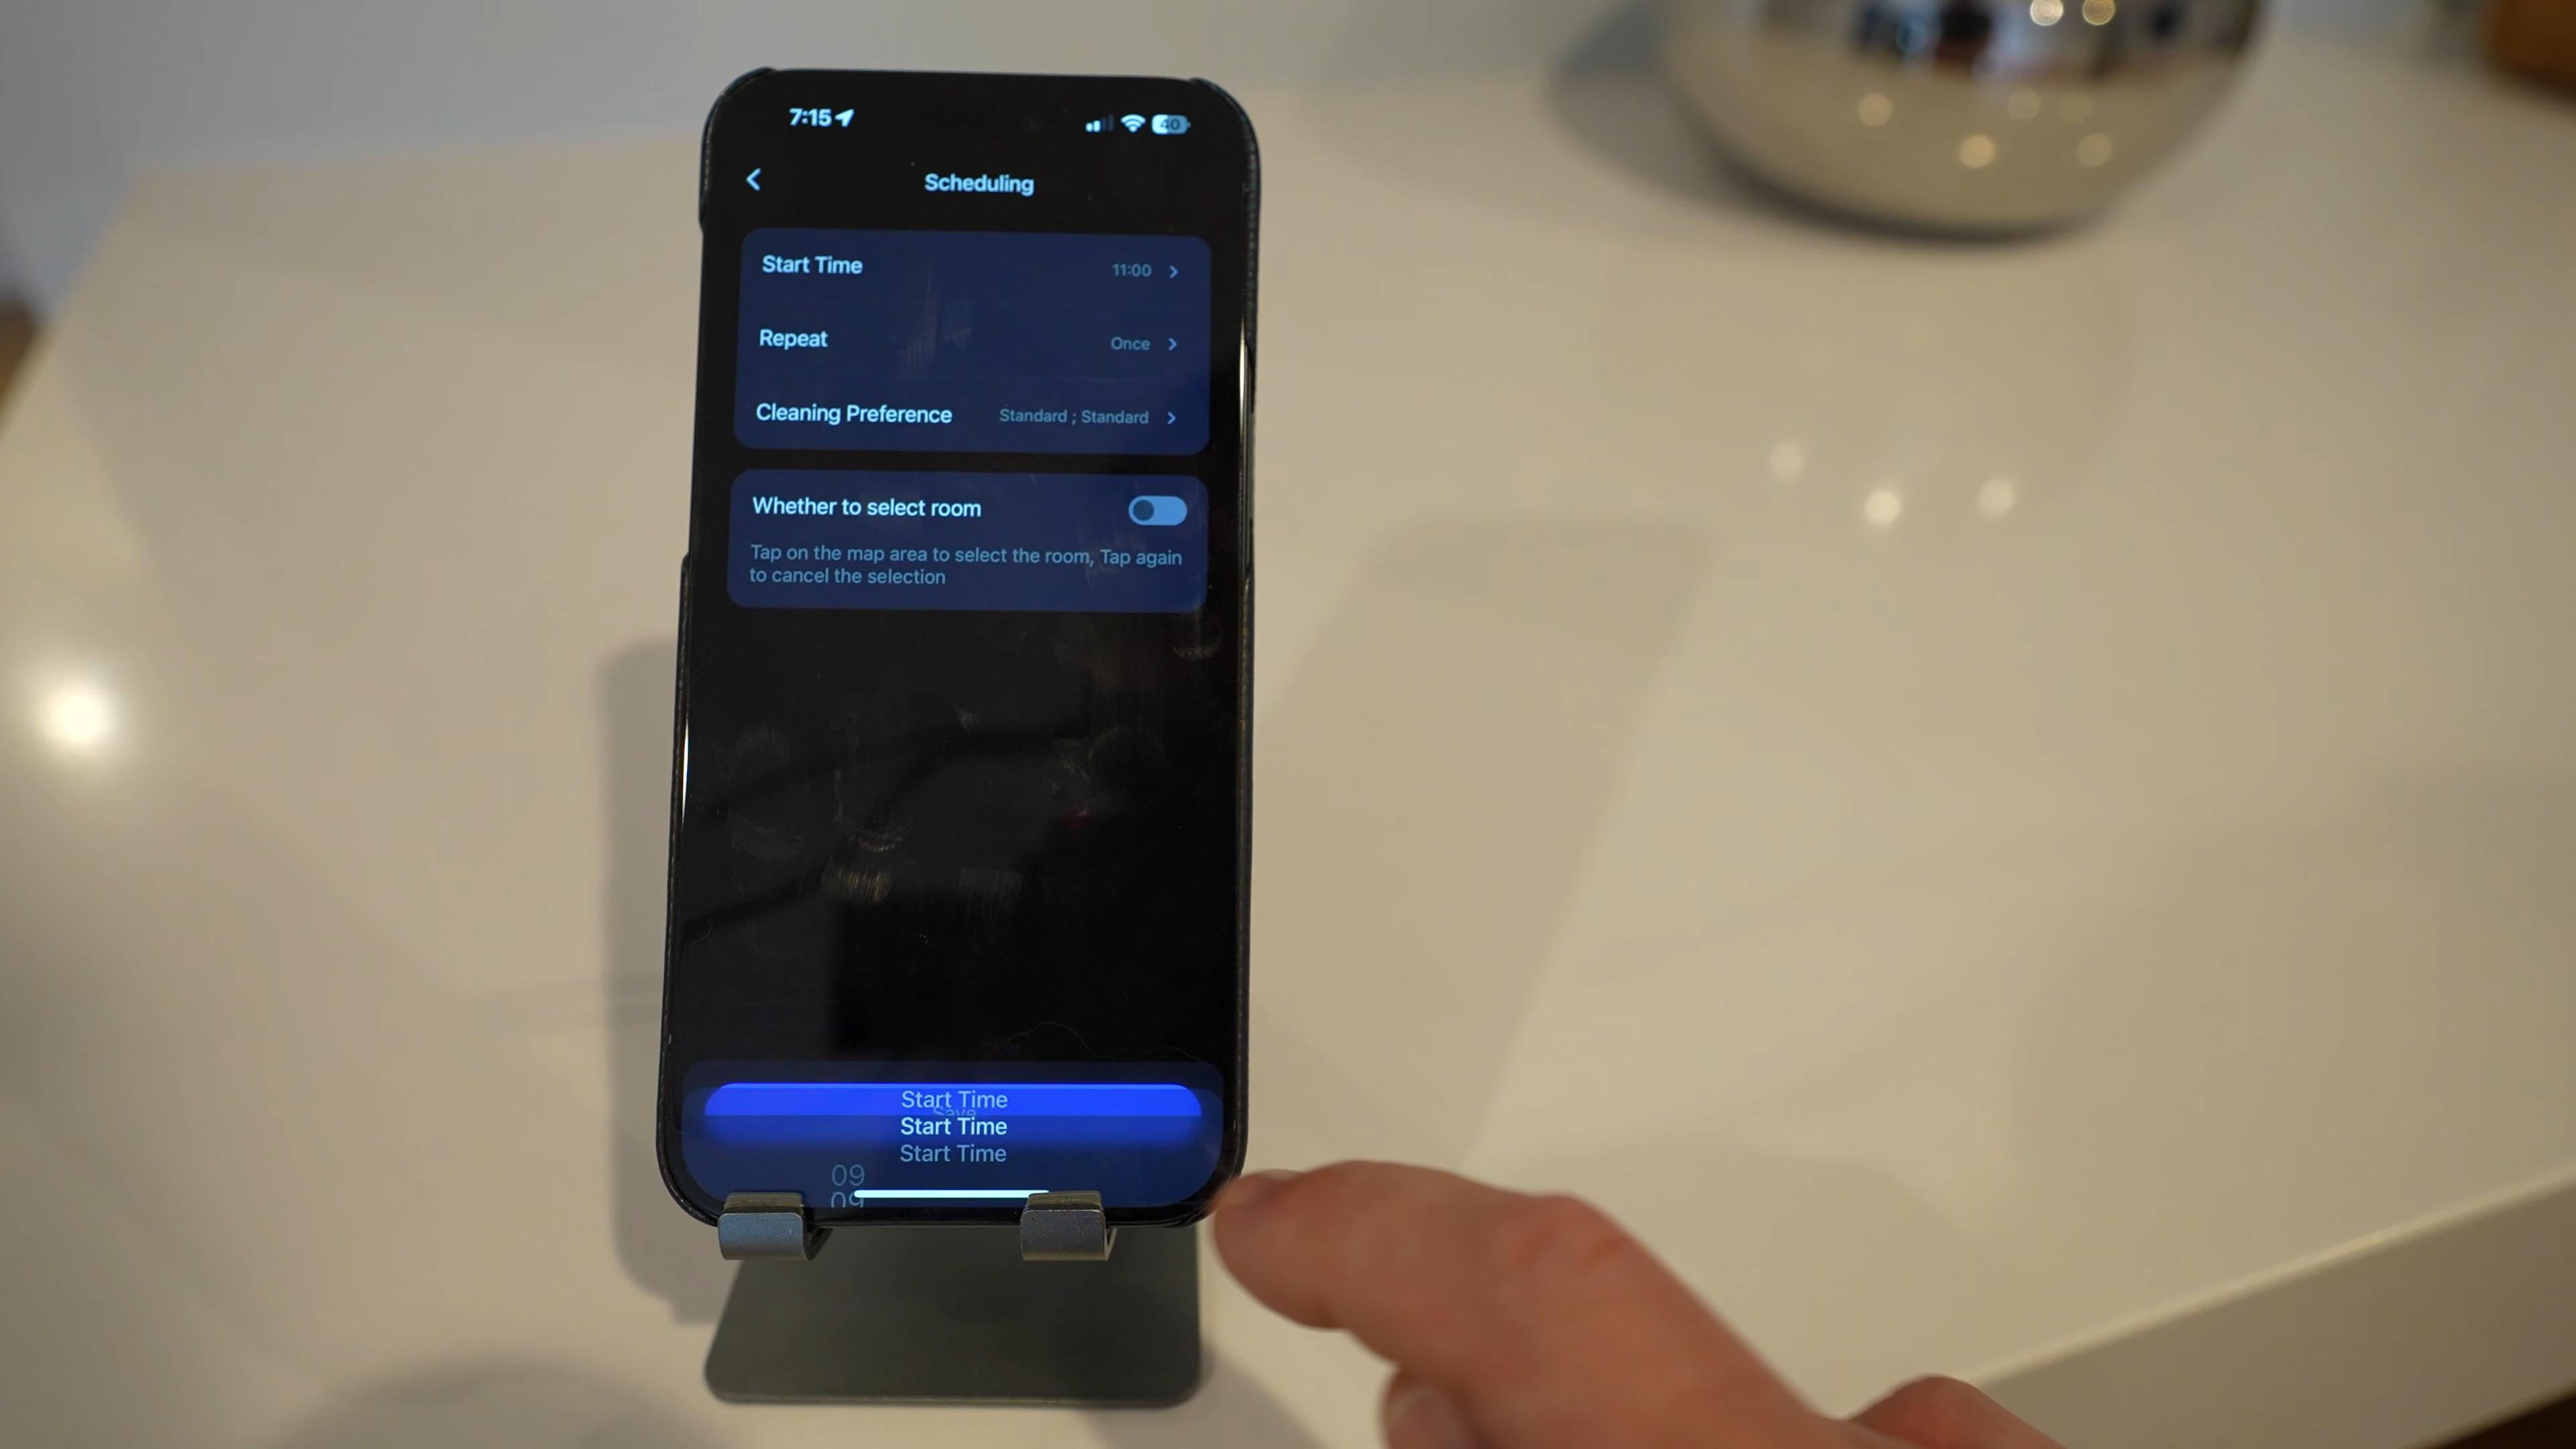 7:15
40
Scheduling
Start Time 11:00
Repeat Once
Cleaning Preference Standard ; Standard
Whether to select room
Tap on the map area to select the room, Tap again
to cancel the selection
Start Time
Save
Start Time
Start Time
09
09